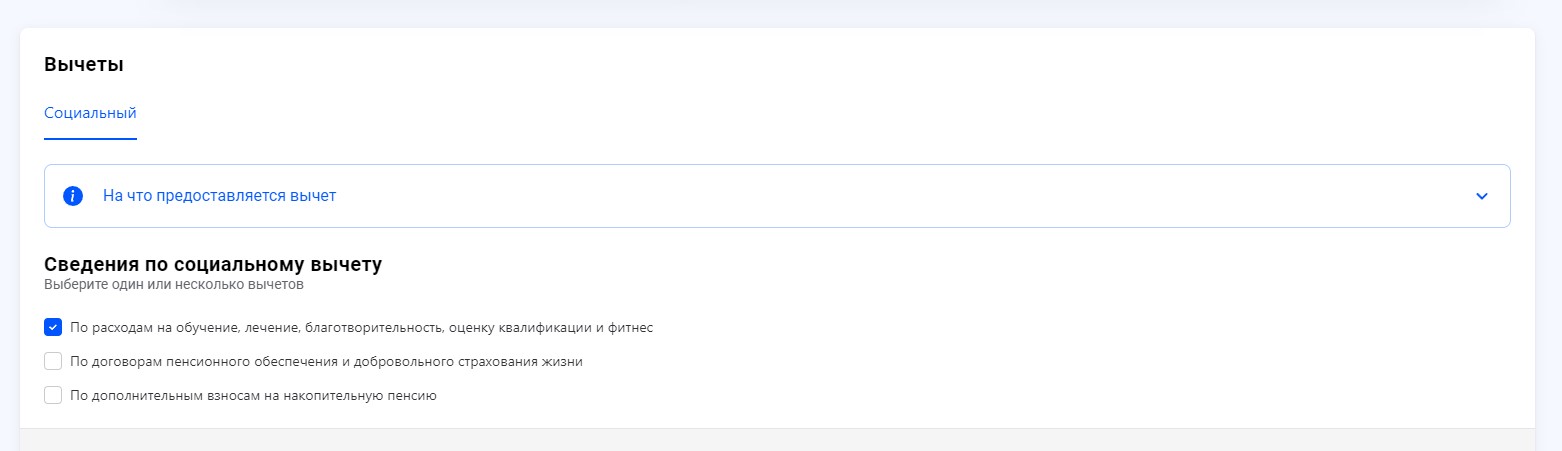 Вычеты
Социальный
На что предоставляется вычет
Сведения по социальному вычету
Выберите один или несколько вычетов
По расходам на обучение, лечение, благотворительность, оценку квалификации и фитнес
По договорам пенсионного обеспечения и добровольного страхования жизни
По дополнительным взносам на накопительную пенсию